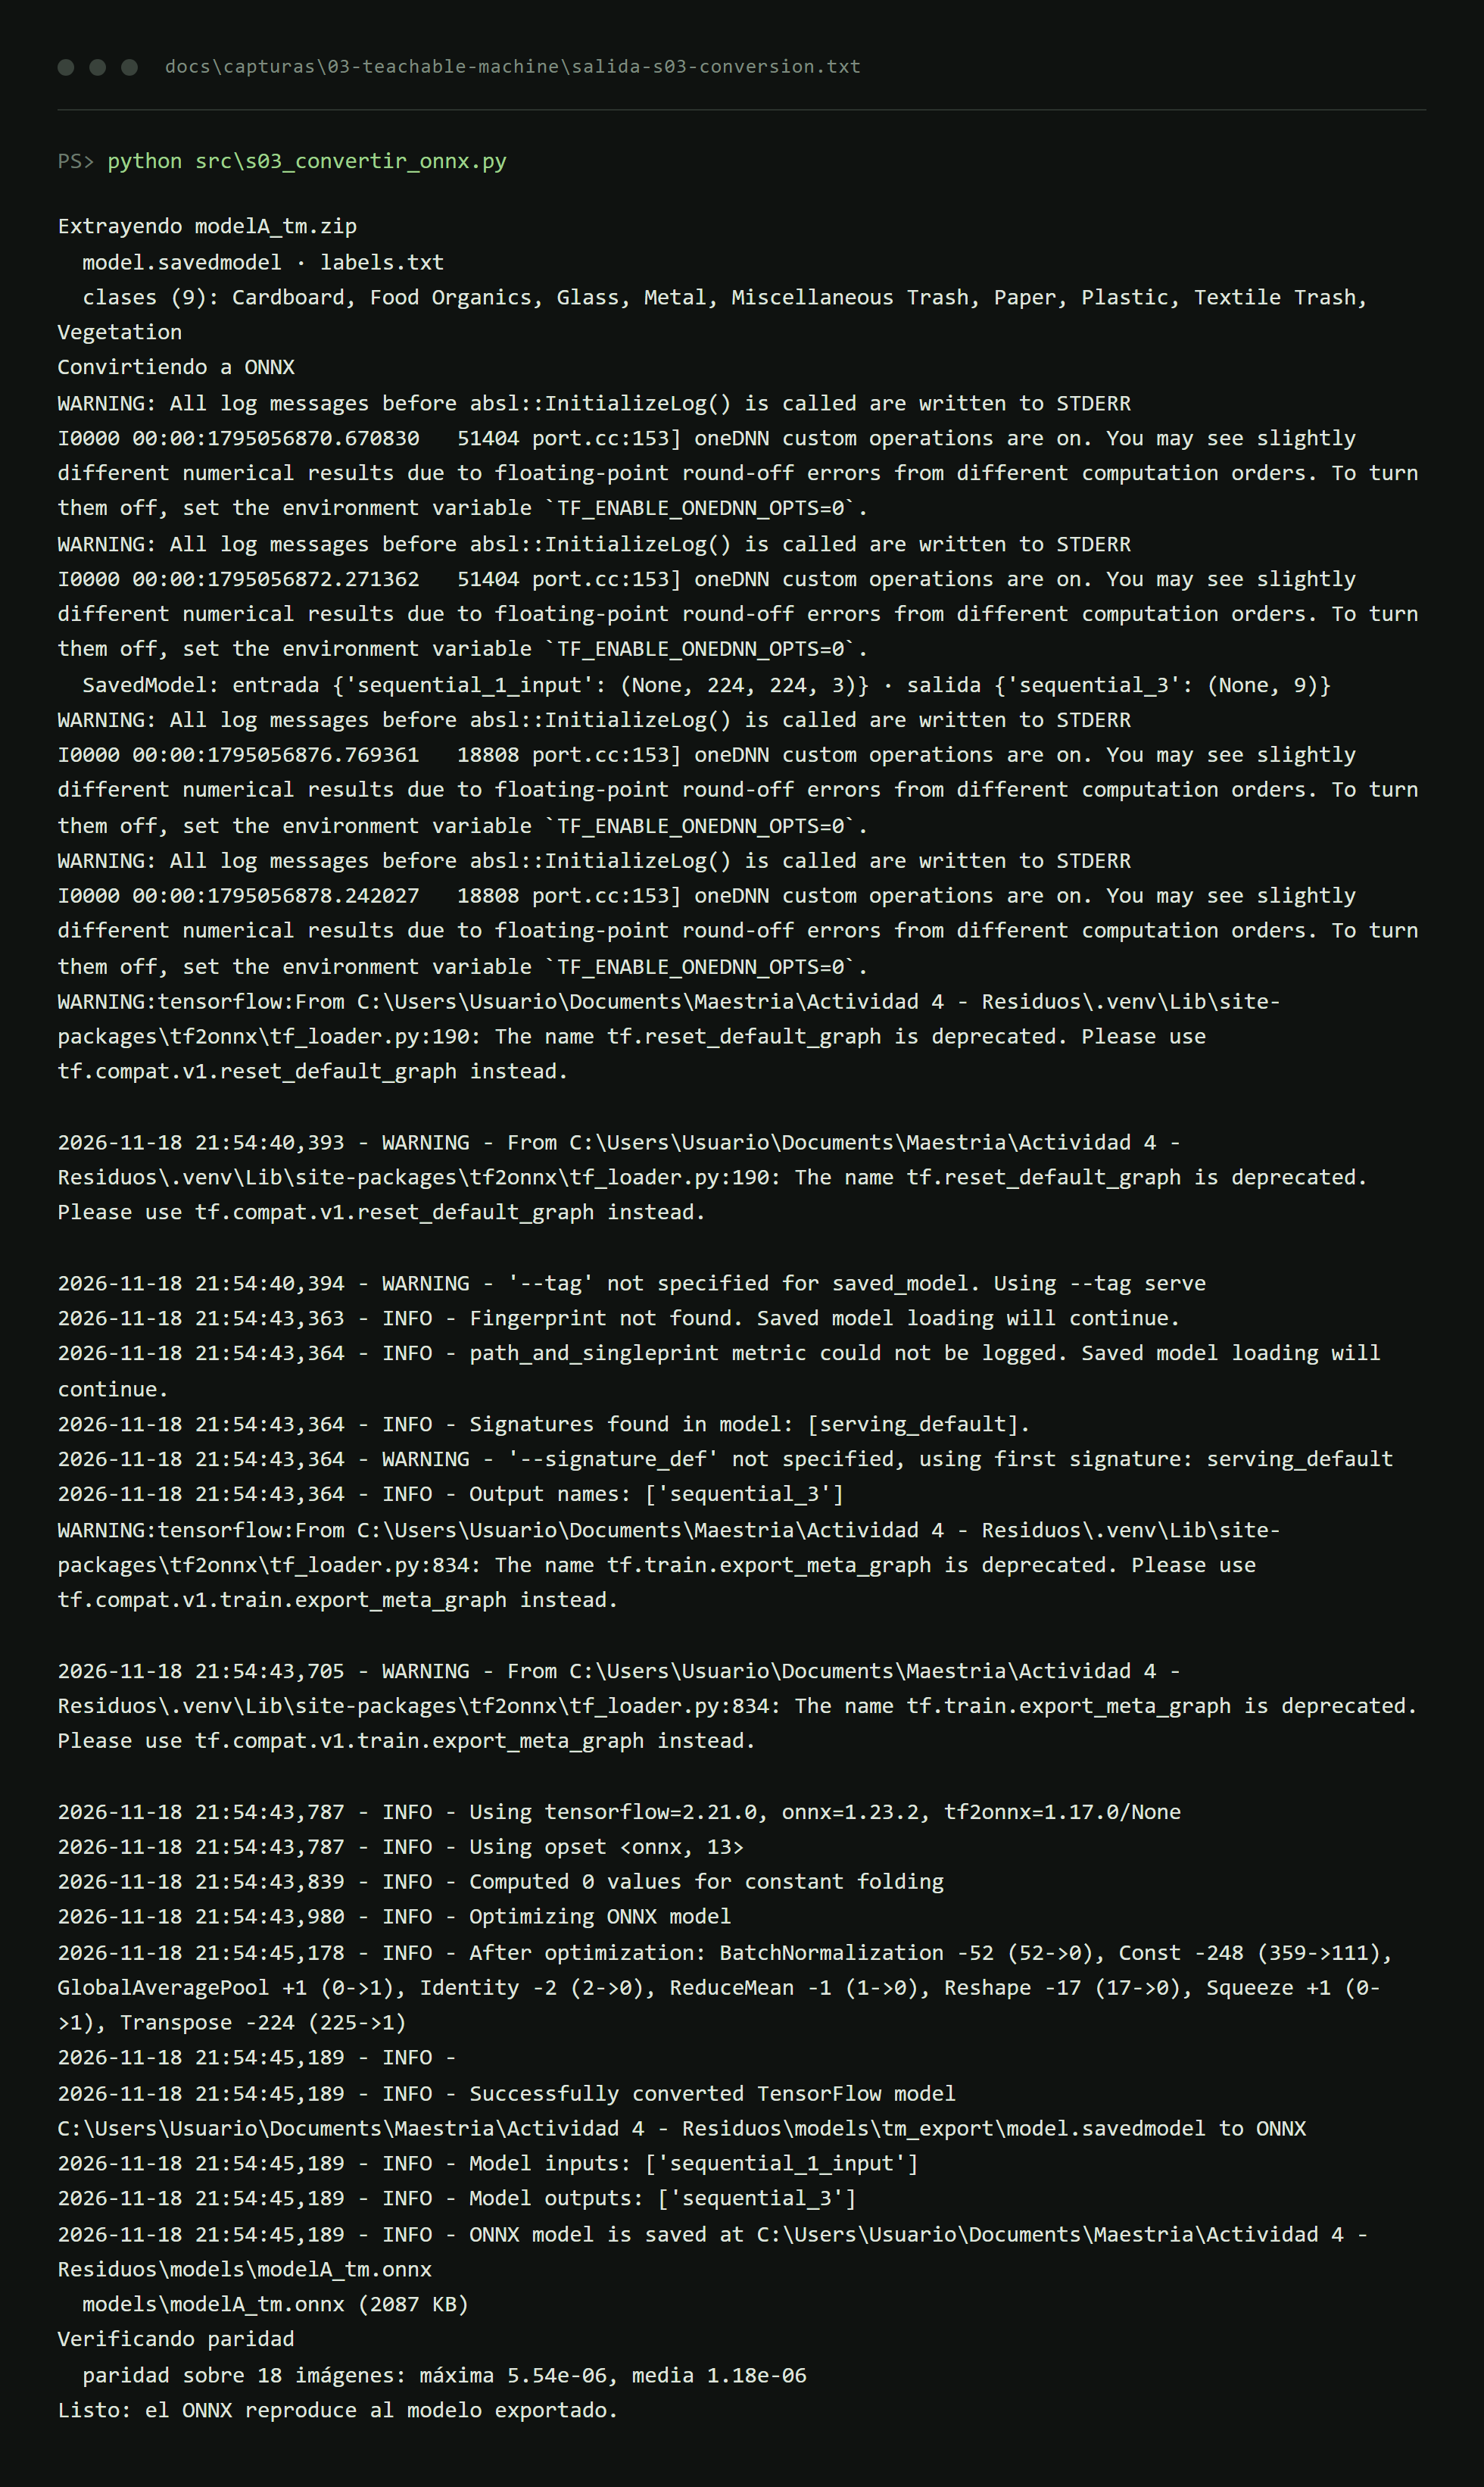 docs\capturas\03-teachable-machine\salida-s03-conversion.txt
PS> python src\s03_convertir_onnx.py
Extrayendo modelA_tm.zip
model.savedmodel · labels.txt
clases (9): Cardboard, Food Organics, Glass, Metal, Miscellaneous Trash, Paper, Plastic, Textile Trash,
Vegetation
Convirtiendo a ONNX
WARNING: All log messages before absl::InitializeLog() is called are written to STDERR
I0000 00:00:1795056870.670830   51404 port.cc:153] oneDNN custom operations are on. You may see slightly
different numerical results due to floating-point round-off errors from different computation orders. To turn
them off, set the environment variable `TF_ENABLE_ONEDNN_OPTS=0`.
WARNING: All log messages before absl::InitializeLog() is called are written to STDERR
I0000 00:00:1795056872.271362   51404 port.cc:153] oneDNN custom operations are on. You may see slightly
different numerical results due to floating-point round-off errors from different computation orders. To turn
them off, set the environment variable `TF_ENABLE_ONEDNN_OPTS=0`.
SavedModel: entrada {'sequential_1_input': (None, 224, 224, 3)} · salida {'sequential_3': (None, 9)}
WARNING: All log messages before absl::InitializeLog() is called are written to STDERR
I0000 00:00:1795056876.769361   18808 port.cc:153] oneDNN custom operations are on. You may see slightly
different numerical results due to floating-point round-off errors from different computation orders. To turn
them off, set the environment variable `TF_ENABLE_ONEDNN_OPTS=0`.
WARNING: All log messages before absl::InitializeLog() is called are written to STDERR
I0000 00:00:1795056878.242027   18808 port.cc:153] oneDNN custom operations are on. You may see slightly
different numerical results due to floating-point round-off errors from different computation orders. To turn
them off, set the environment variable `TF_ENABLE_ONEDNN_OPTS=0`.
WARNING:tensorflow:From C:\Users\Usuario\Documents\Maestria\Actividad 4 - Residuos\.venv\Lib\site-
packages\tf2onnx\tf_loader.py:190: The name tf.reset_default_graph is deprecated. Please use
tf.compat.v1.reset_default_graph instead.
2026-11-18 21:54:40,393 - WARNING - From C:\Users\Usuario\Documents\Maestria\Actividad 4 -
Residuos\.venv\Lib\site-packages\tf2onnx\tf_loader.py:190: The name tf.reset_default_graph is deprecated.
Please use tf.compat.v1.reset_default_graph instead.
2026-11-18 21:54:40,394 - WARNING - '--tag' not specified for saved_model. Using --tag serve
2026-11-18 21:54:43,363 - INFO - Fingerprint not found. Saved model loading will continue.
2026-11-18 21:54:43,364 - INFO - path_and_singleprint metric could not be logged. Saved model loading will
continue.
2026-11-18 21:54:43,364 - INFO - Signatures found in model: [serving_default].
2026-11-18 21:54:43,364 - WARNING - '--signature_def' not specified, using first signature: serving_default
2026-11-18 21:54:43,364 - INFO - Output names: ['sequential_3']
WARNING:tensorflow:From C:\Users\Usuario\Documents\Maestria\Actividad 4 - Residuos\.venv\Lib\site-
packages\tf2onnx\tf_loader.py:834: The name tf.train.export_meta_graph is deprecated. Please use
tf.compat.v1.train.export_meta_graph instead.
2026-11-18 21:54:43,705 - WARNING - From C:\Users\Usuario\Documents\Maestria\Actividad 4 -
Residuos\.venv\Lib\site-packages\tf2onnx\tf_loader.py:834: The name tf.train.export_meta_graph is deprecated.
Please use tf.compat.v1.train.export_meta_graph instead.
2026-11-18 21:54:43,787 - INFO - Using tensorflow=2.21.0, onnx=1.23.2, tf2onnx=1.17.0/None
2026-11-18 21:54:43,787 - INFO - Using opset <onnx, 13>
2026-11-18 21:54:43,839 - INFO - Computed 0 values for constant folding
2026-11-18 21:54:43,980 - INFO - Optimizing ONNX model
2026-11-18 21:54:45,178 - INFO - After optimization: BatchNormalization -52 (52->0), Const -248 (359->111),
GlobalAveragePool +1 (0->1), Identity -2 (2->0), ReduceMean -1 (1->0), Reshape -17 (17->0), Squeeze +1 (0-
>1), Transpose -224 (225->1)
2026-11-18 21:54:45,189 - INFO -
2026-11-18 21:54:45,189 - INFO - Successfully converted TensorFlow model
C:\Users\Usuario\Documents\Maestria\Actividad 4 - Residuos\models\tm_export\model.savedmodel to ONNX
2026-11-18 21:54:45,189 - INFO - Model inputs: ['sequential_1_input']
2026-11-18 21:54:45,189 - INFO - Model outputs: ['sequential_3']
2026-11-18 21:54:45,189 - INFO - ONNX model is saved at C:\Users\Usuario\Documents\Maestria\Actividad 4 -
Residuos\models\modelA_tm.onnx
models\modelA_tm.onnx (2087 KB)
Verificando paridad
paridad sobre 18 imágenes: máxima 5.54e-06, media 1.18e-06
Listo: el ONNX reproduce al modelo exportado.